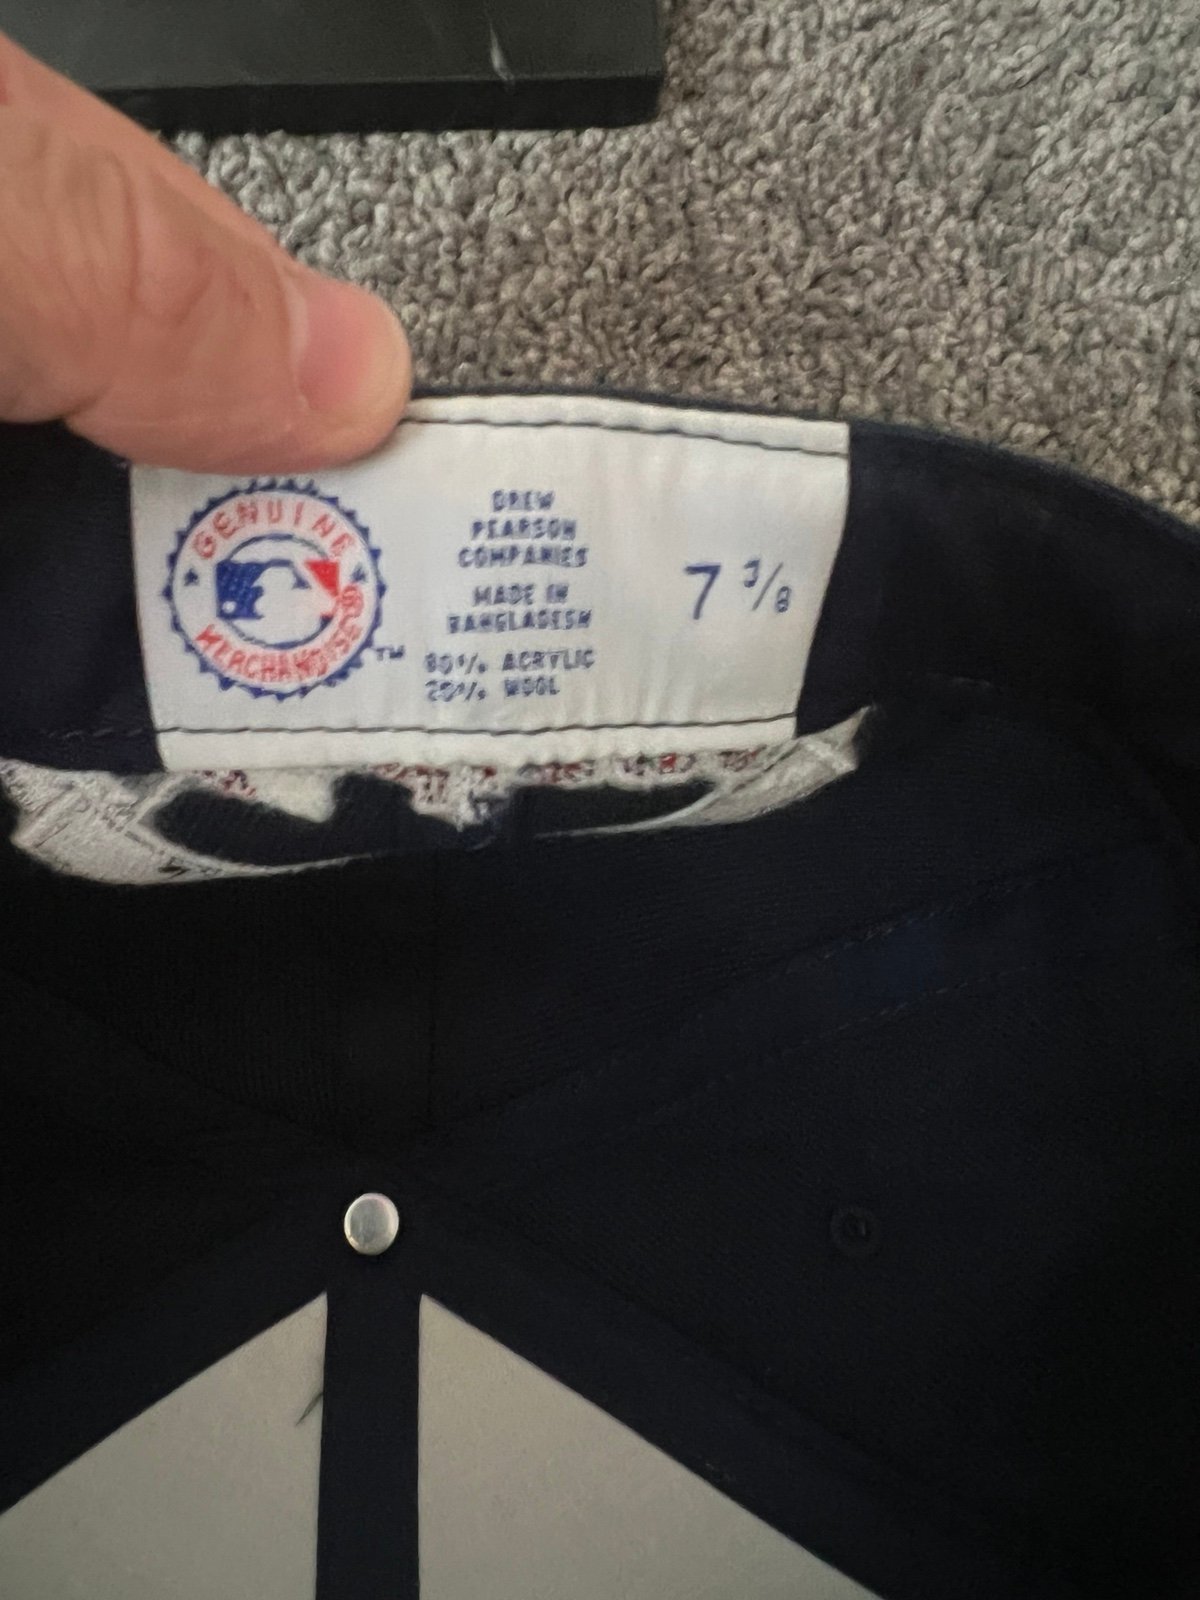 GENUINE
MERCHANDISE
TM
DREW
PEARSON
COMPANIES
MADE IN
BANGLADESH
80% ACRYLIC
20% WOOL
7 3/8